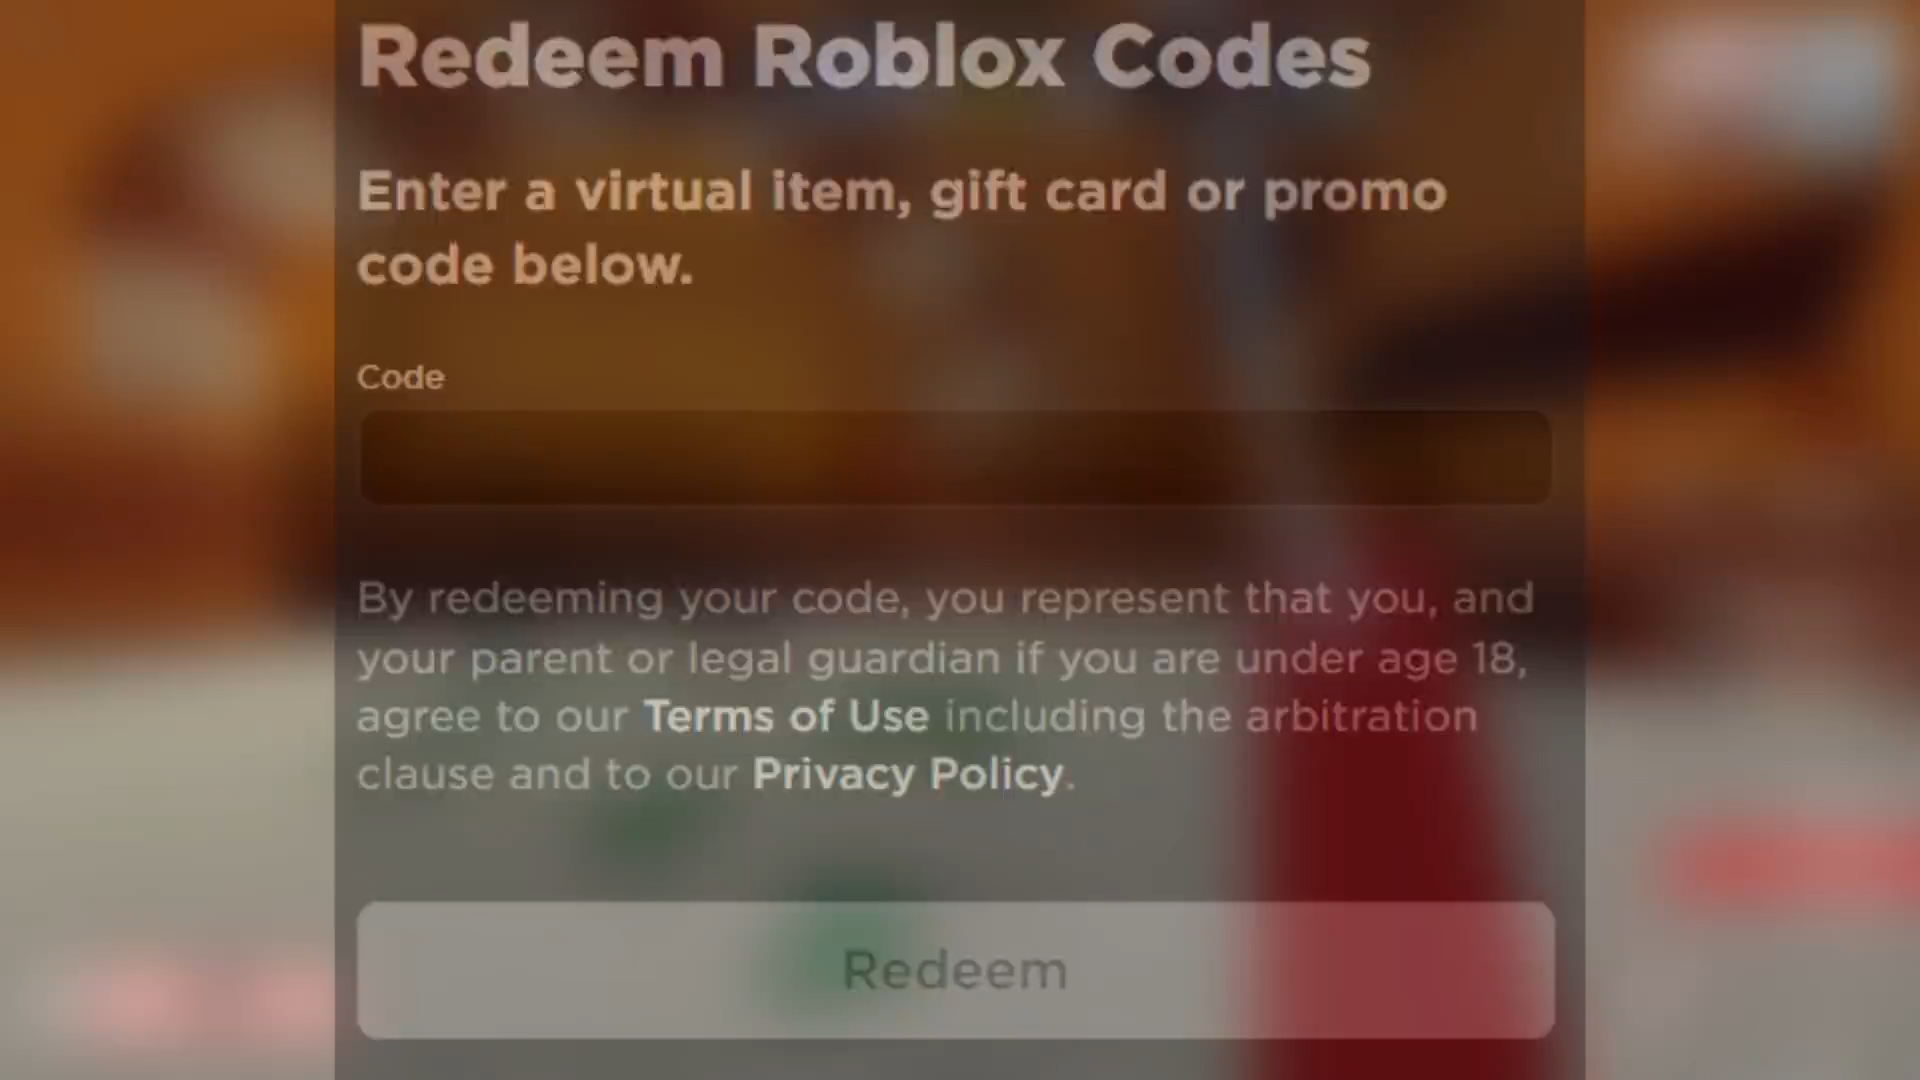 Redeem Roblox Codes
Enter a virtual item, gift card or promo
code below.
Code
By redeeming your code, you represent that you, and
your parent or legal guardian if you are under age 18,
agree to our Terms of Use including the arbitration
clause and to our Privacy Policy.
Redeem